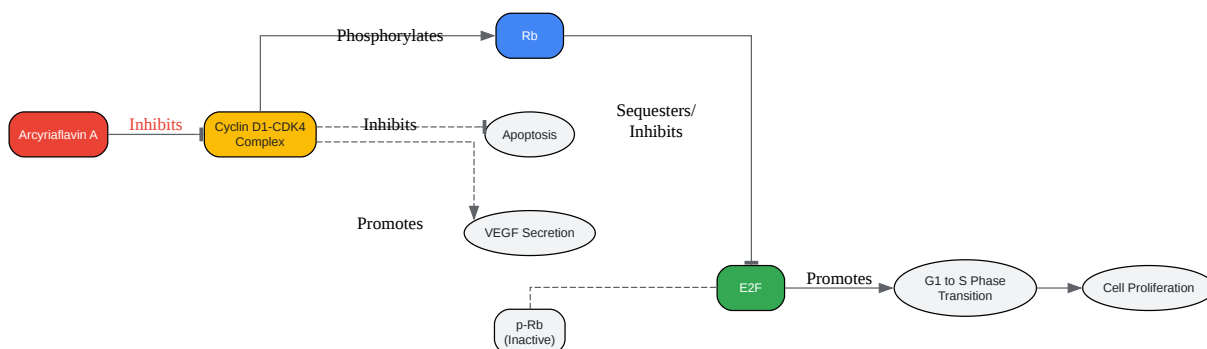 Phosphorylates
Rb
Arcyriaflavin A
Inhibits
Cyclin D1-CDK4
Complex
Inhibits
Apoptosis
Sequesters/
Inhibits
Promotes
VEGF Secretion
E2F
Promotes
G1 to S Phase
Transition
Cell Proliferation
p-Rb
(Inactive)